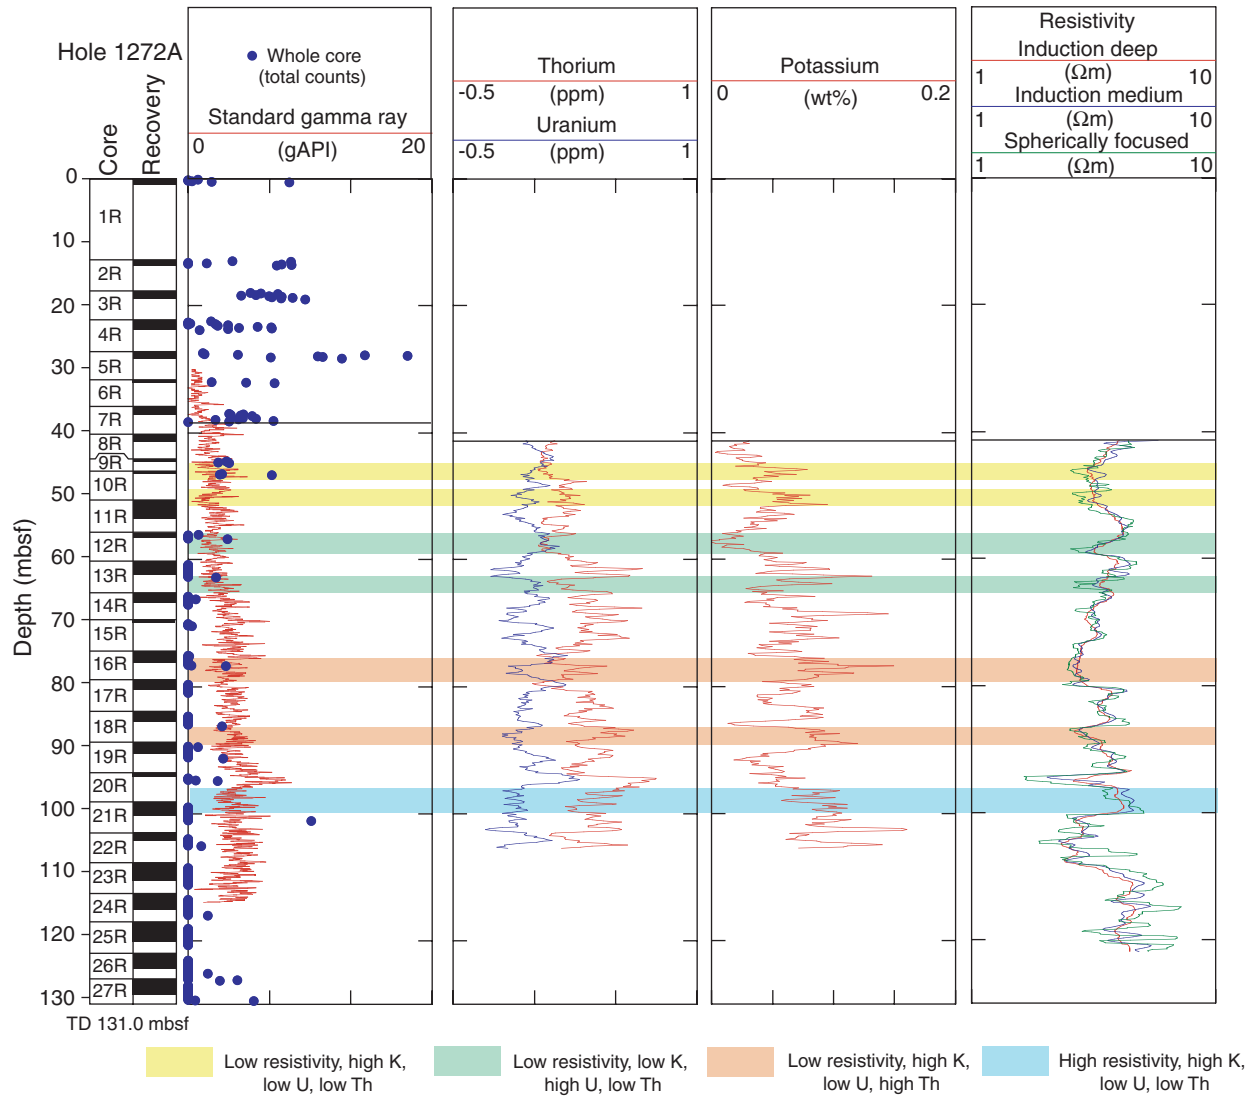 Hole 1272A
Core
Recovery
Whole core
(total counts)
Standard gamma ray
0 (gAPI) 20
Thorium
-0.5 (ppm) 1
Uranium
-0.5 (ppm) 1
Potassium
0 (wt%) 0.2
Resistivity
Induction deep
1 (Ωm) 10
Induction medium
1 (Ωm) 10
Spherically focused
1 (Ωm) 10
Depth (mbsf)
0
10
20
30
40
50
60
70
80
90
100
110
120
130
1R
2R
3R
4R
5R
6R
7R
8R
9R
10R
11R
12R
13R
14R
15R
16R
17R
18R
19R
20R
21R
22R
23R
24R
25R
26R
27R
TD 131.0 mbsf
Low resistivity, high K,
low U, low Th
Low resistivity, low K,
high U, low Th
Low resistivity, high K,
low U, high Th
High resistivity, high K,
low U, low Th